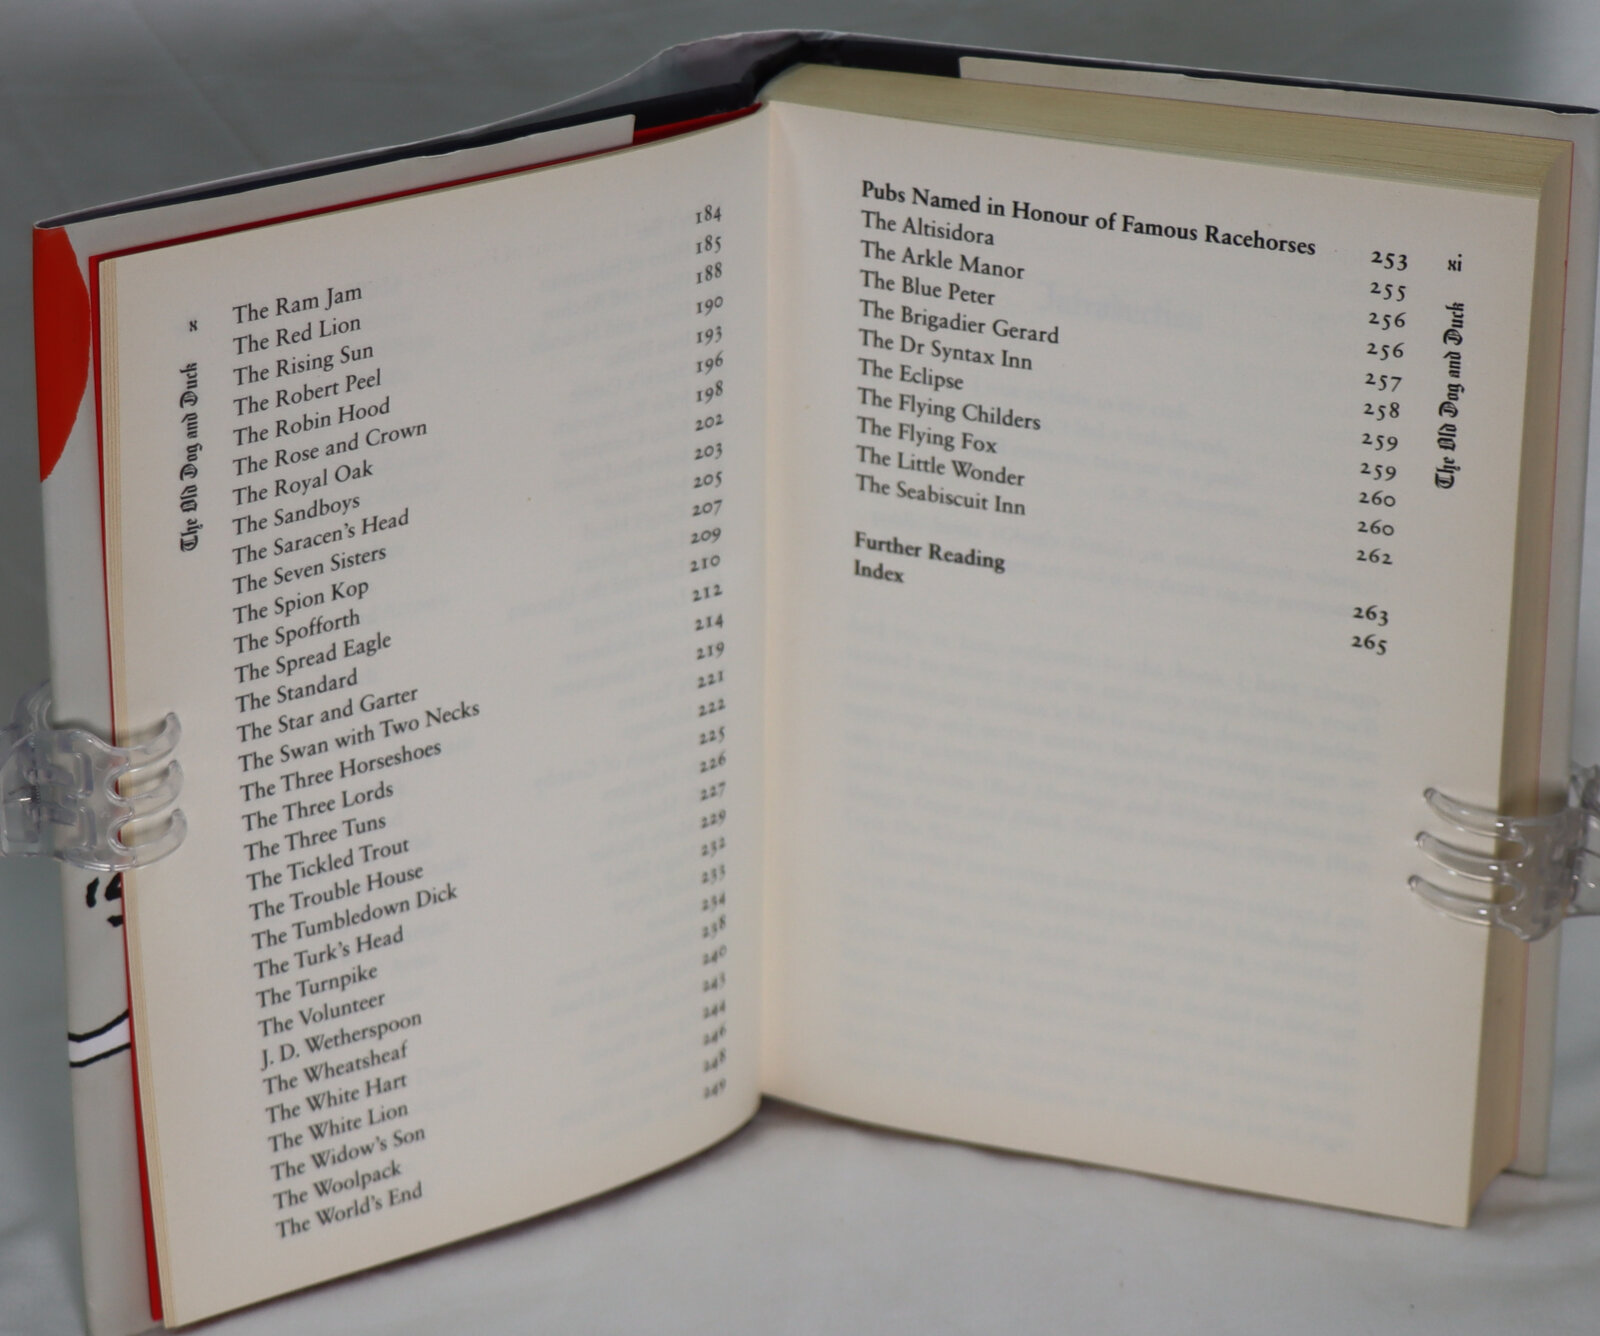 x
The Old Dog and Duck
The Ram Jam 184
The Red Lion 185
The Rising Sun 188
The Robert Peel 190
The Robin Hood 193
The Rose and Crown 196
The Royal Oak 198
The Sandboys 202
The Saracen's Head 203
The Seven Sisters 205
The Spion Kop 207
The Spofforth 209
The Spread Eagle 210
The Standard 212
The Star and Garter 214
The Swan with Two Necks 219
The Three Horseshoes 221
The Three Lords 222
The Three Tuns 225
The Tickled Trout 226
The Trouble House 227
The Tumbledown Dick 229
The Turk's Head 232
The Turnpike 233
The Volunteer 234
J. D. Wetherspoon 238
The Wheatsheaf 240
The White Hart 243
The White Lion 244
The Widow's Son 246
The Woolpack 248
The World's End 249
Pubs Named in Honour of Famous Racehorses 253
The Altisidora 255
The Arkle Manor 256
The Blue Peter 256
The Brigadier Gerard 257
The Dr Syntax Inn 258
The Eclipse 259
The Flying Childers 259
The Flying Fox 260
The Little Wonder 260
The Seabiscuit Inn 262
Further Reading 263
Index 265
xi
The Old Dog and Duck